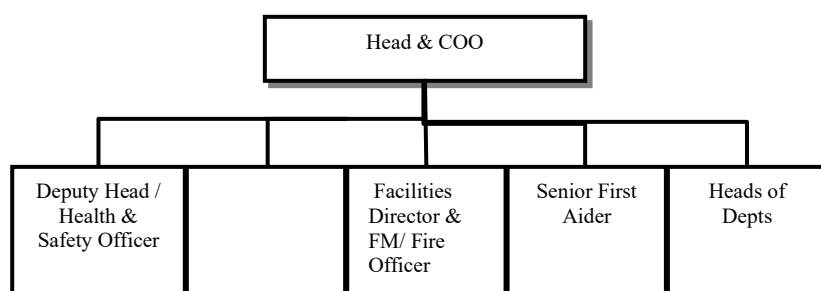 Head & COO
Deputy Head /
Health &
Safety Officer
Facilities
Director &
FM/ Fire
Officer
Senior First
Aider
Heads of
Depts